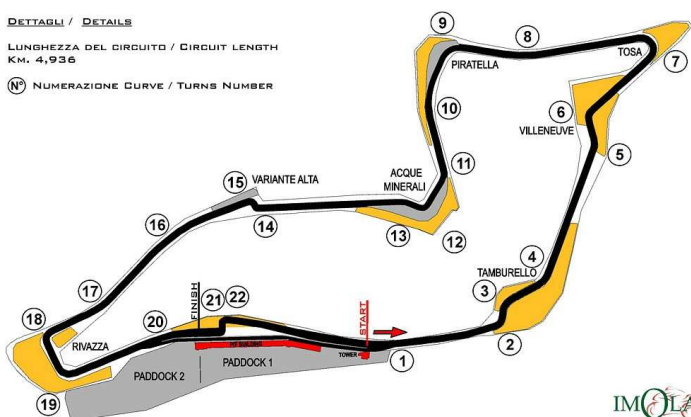 DETTAGLI / DETAILS
LUNGHEZZA DEL CIRCUITO / CIRCUIT LENGTH
KM. 4,936
N° NUMERAZIONE CURVE / TURNS NUMBER
9
8
7
TOSA
PIRATELLA
10
6
VILLENEUVE
5
11
ACQUE
MINERALI
15
VARIANTE ALTA
16
14
13
12
4
TAMBURELLO
3
2
17
18
RIVAZZA
19
20
FINISH
21
22
START
PIT BUILDING
TOWER
1
PADDOCK 1
PADDOCK 2
IMOLA